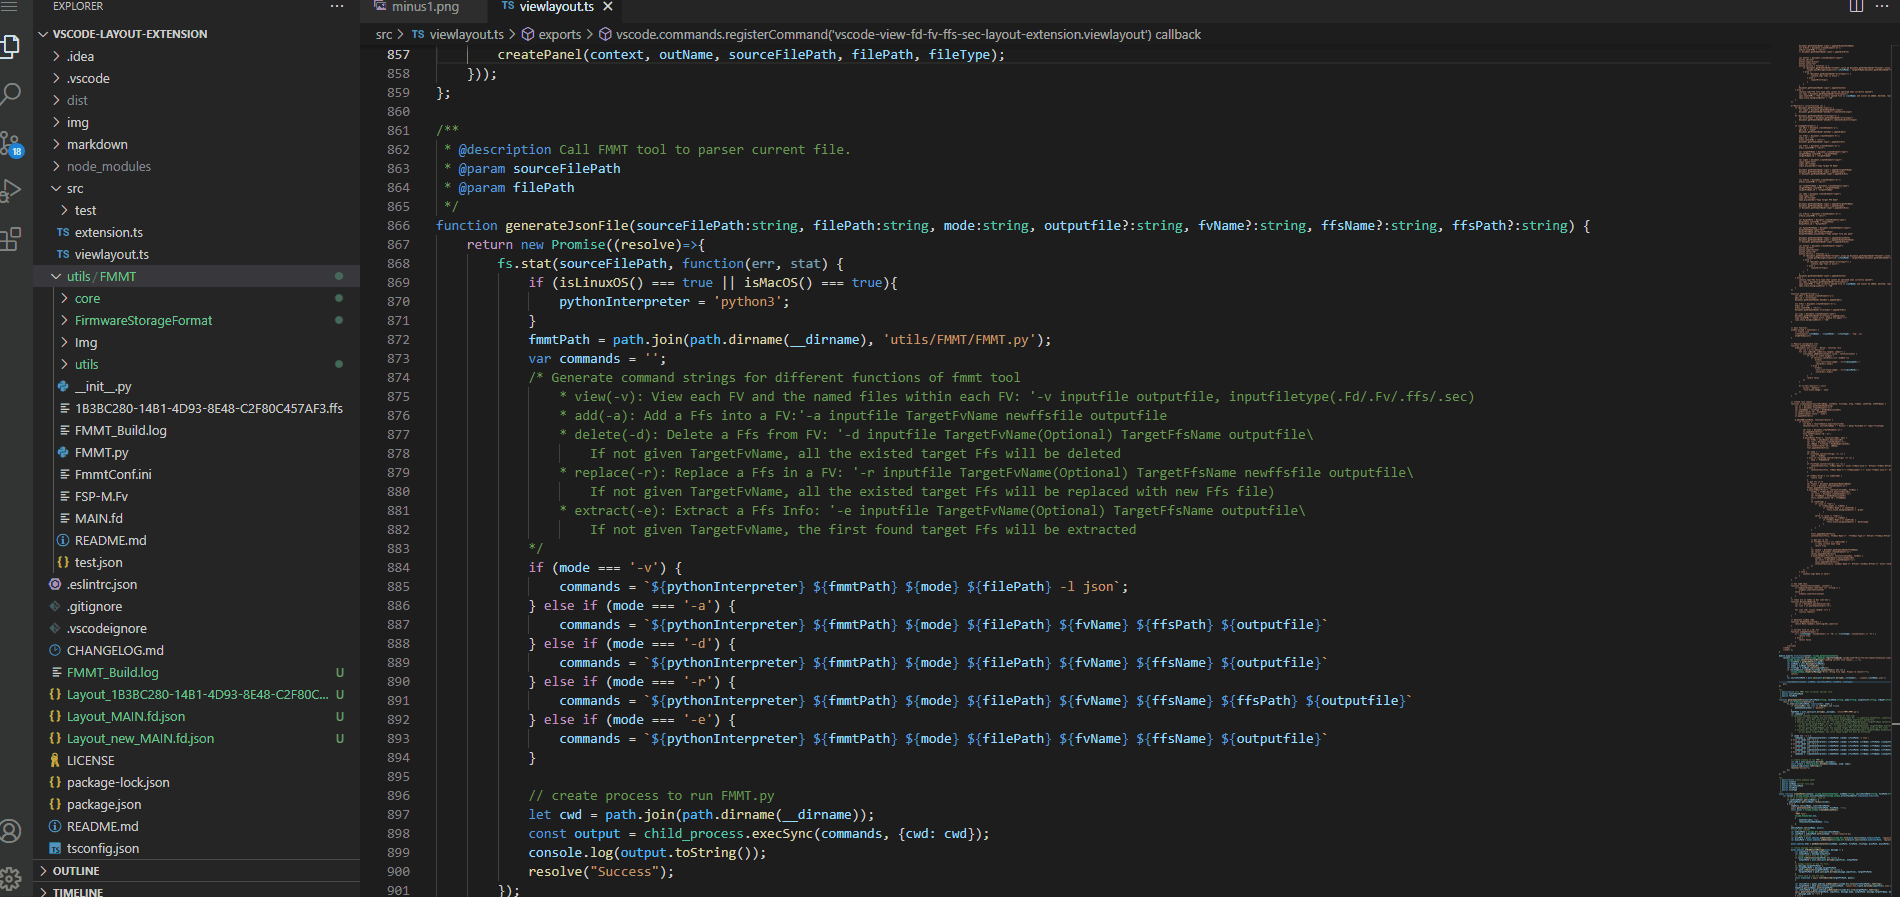 EXPLORER
···
VSCODE-LAYOUT-EXTENSION
.idea
.vscode
dist
img
markdown
node_modules
src
test
TS extension.ts
TS viewlayout.ts
utils / FMMT
core
FirmwareStorageFormat
Img
utils
__init__.py
1B3BC280-14B1-4D93-8E48-C2F80C457AF3.ffs
FMMT_Build.log
FMMT.py
FmmtConf.ini
FSP-M.Fv
MAIN.fd
README.md
{} test.json
.eslintrc.json
.gitignore
.vscodeignore
CHANGELOG.md
FMMT_Build.log U
{} Layout_1B3BC280-14B1-4D93-8E48-C2F80C... U
{} Layout_MAIN.fd.json U
{} Layout_new_MAIN.fd.json U
LICENSE
{} package-lock.json
{} package.json
README.md
TS tsconfig.json
OUTLINE
TIMELINE
18
minus1.png
TS viewlayout.ts
src > TS viewlayout.ts > exports > vscode.commands.registerCommand('vscode-view-fd-fv-ffs-sec-layout-extension.viewlayout') callback
857 createPanel(context, outName, sourceFilePath, filePath, fileType);
858 }));
859 };
860
861 /**
862 * @description Call FMMT tool to parser current file.
863 * @param sourceFilePath
864 * @param filePath
865 */
866 function generateJsonFile(sourceFilePath:string, filePath:string, mode:string, outputfile?:string, fvName?:string, ffsName?:string, ffsPath?:string) {
867 return new Promise((resolve)=>{
868 fs.stat(sourceFilePath, function(err, stat) {
869 if (isLinuxOS() === true || isMacOS() === true){
870 pythonInterpreter = 'python3';
871 }
872 fmmtPath = path.join(path.dirname(__dirname), 'utils/FMMT/FMMT.py');
873 var commands = '';
874 /* Generate command strings for different functions of fmmt tool
875 * view(-v): View each FV and the named files within each FV: '-v inputfile outputfile, inputfiletype(.Fd/.Fv/.ffs/.sec)
876 * add(-a): Add a Ffs into a FV:'-a inputfile TargetFvName newffsfile outputfile
877 * delete(-d): Delete a Ffs from FV: '-d inputfile TargetFvName(Optional) TargetFfsName outputfile\
878 If not given TargetFvName, all the existed target Ffs will be deleted
879 * replace(-r): Replace a Ffs in a FV: '-r inputfile TargetFvName(Optional) TargetFfsName newffsfile outputfile\
880 If not given TargetFvName, all the existed target Ffs will be replaced with new Ffs file)
881 * extract(-e): Extract a Ffs Info: '-e inputfile TargetFvName(Optional) TargetFfsName outputfile\
882 If not given TargetFvName, the first found target Ffs will be extracted
883 */
884 if (mode === '-v') {
885 commands = `${pythonInterpreter} ${fmmtPath} ${mode} ${filePath} -l json`;
886 } else if (mode === '-a') {
887 commands = `${pythonInterpreter} ${fmmtPath} ${mode} ${filePath} ${fvName} ${ffsPath} ${outputfile}`
888 } else if (mode === '-d') {
889 commands = `${pythonInterpreter} ${fmmtPath} ${mode} ${filePath} ${fvName} ${ffsName} ${outputfile}`
890 } else if (mode === '-r') {
891 commands = `${pythonInterpreter} ${fmmtPath} ${mode} ${filePath} ${fvName} ${ffsName} ${ffsPath} ${outputfile}`
892 } else if (mode === '-e') {
893 commands = `${pythonInterpreter} ${fmmtPath} ${mode} ${filePath} ${fvName} ${ffsName} ${outputfile}`
894 }
895
896 // create process to run FMMT.py
897 let cwd = path.join(path.dirname(__dirname));
898 const output = child_process.execSync(commands, {cwd: cwd});
899 console.log(output.toString());
900 resolve("Success");
901 });